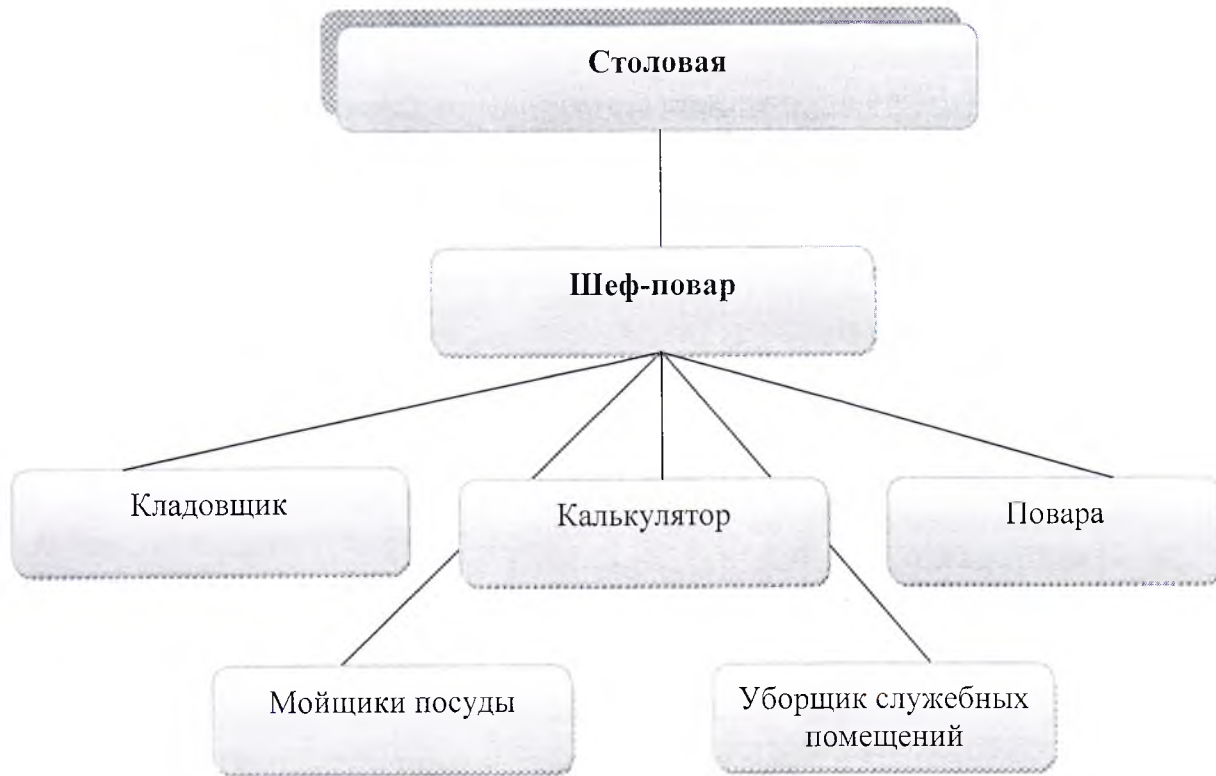 Столовая
Шеф-повар
Кладовщик
Калькулятор
Повара
Мойщики посуды
Уборщик служебных
помещений